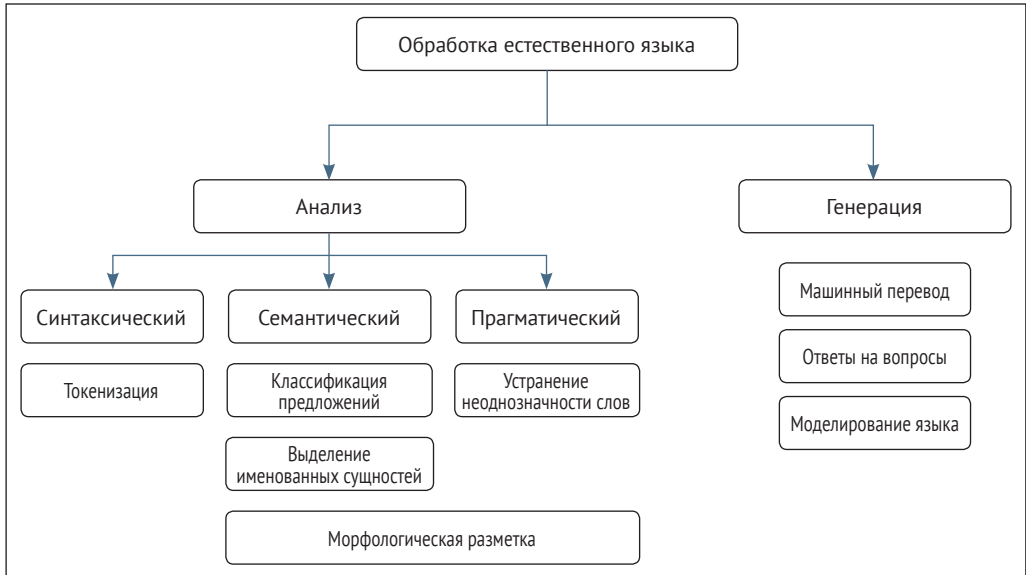 Обработка естественного языка
Анализ
Генерация
Синтаксический
Семантический
Прагматический
Машинный перевод
Токенизация
Классификация
предложений
Устранение
неоднозначности слов
Ответы на вопросы
Моделирование языка
Выделение
именованных сущностей
Морфологическая разметка